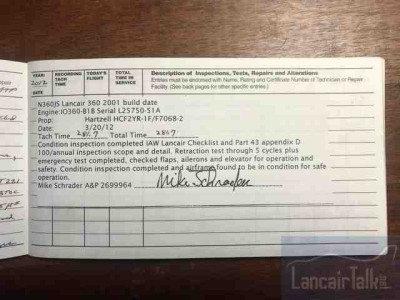 YEAR: RECORDING TODAY'S TOTAL Description of Inspections, Tests, Repairs and Alterations
2012 TACH FLIGHT TIME IN Entries must be endorsed with Name, Rating and Certificate Number of Technician or Repair
DATE TIME SERVICE Facility. (See back pages for other specific entries.)
N360JS Lancair 360 2001 build date
Engine:IO360-B1B Serial L25750-51A
Prop: Hartzell HCF2YR-1F/F7068-2
Date: 3/20/12
Tach Time Total Time
Condition inspection completed IAW Lancair Checklist and Part 43 appendix D
100/annual inspection scope and detail. Retraction test through 5 cycles plus
emergency test completed, checked flaps, ailerons and elevator for operation and
safety. Condition inspection and airframe found to be in condition for safe
operation.
Mike Schrader A&P 2699964 Mike Schrader
LancairTalk